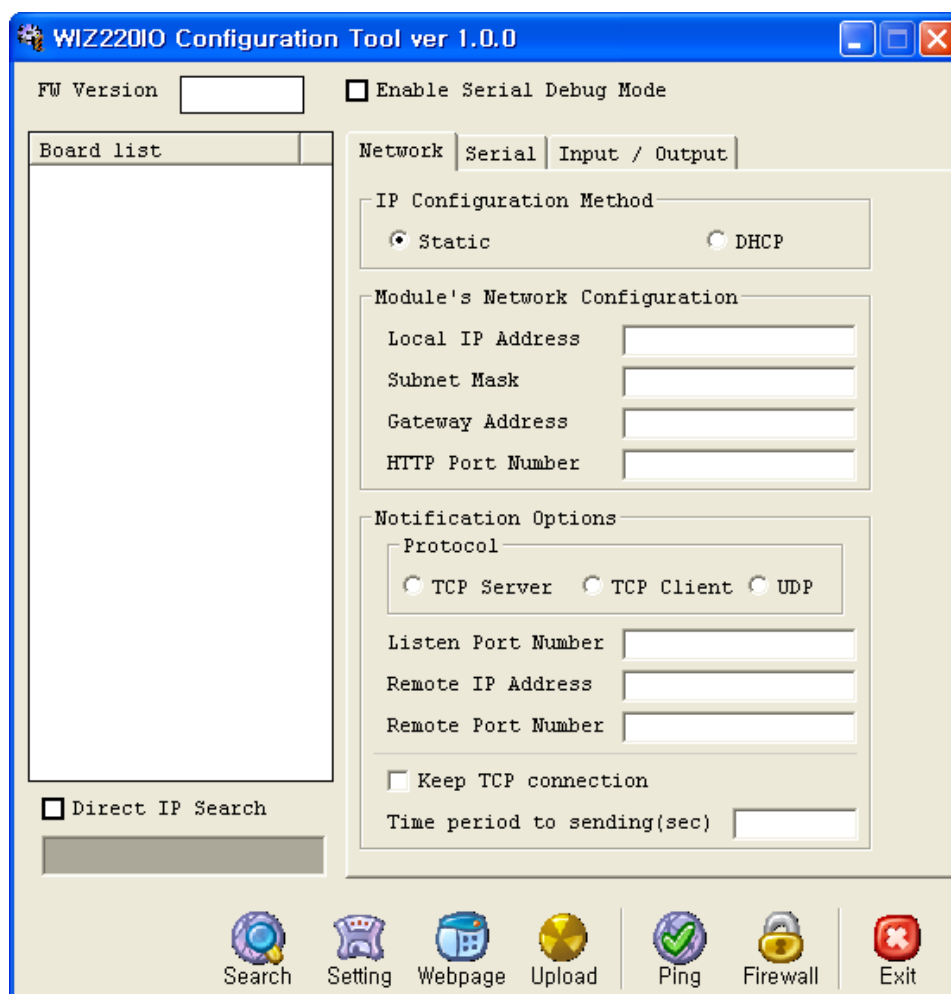 WIZ220IO Configuration Tool ver 1.0.0
FW Version
Enable Serial Debug Mode
Board list
Network Serial Input / Output
IP Configuration Method
Static DHCP
Module's Network Configuration
Local IP Address
Subnet Mask
Gateway Address
HTTP Port Number
Notification Options
Protocol
TCP Server TCP Client UDP
Listen Port Number
Remote IP Address
Remote Port Number
Keep TCP connection
Time period to sending(sec)
Direct IP Search
Search Setting Webpage Upload Ping Firewall Exit